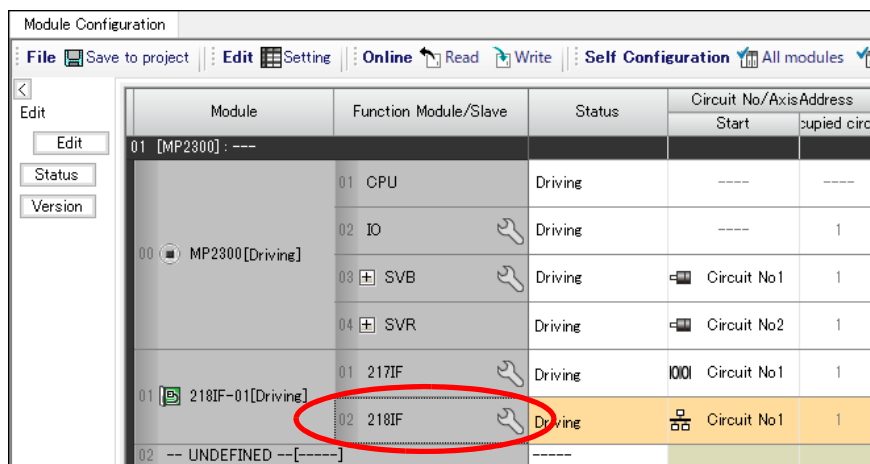 Module Configuration
File Save to project Edit Setting Online Read Write Self Configuration All modules
<
Edit
Edit
Status
Version
Module Function Module/Slave Status Circuit No/AxisAddress
Start cupied circ
01 [MP2300] : ---
00 MP2300[Driving]
01 CPU Driving ---- ----
02 IO Driving ---- 1
03 + SVB Driving Circuit No1 1
04 + SVR Driving Circuit No2 1
01 218IF-01[Driving]
01 217IF Driving Circuit No1 1
02 218IF Driving Circuit No1 1
02 -- UNDEFINED --[-----] -----